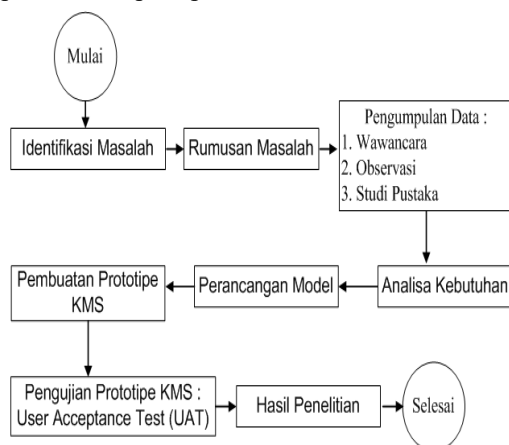 Mulai
Identifikasi Masalah
Rumusan Masalah
Pengumpulan Data :
1. Wawancara
2. Observasi
3. Studi Pustaka
Analisa Kebutuhan
Perancangan Model
Pembuatan Prototipe
KMS
Pengujian Prototipe KMS :
User Acceptance Test (UAT)
Hasil Penelitian
Selesai